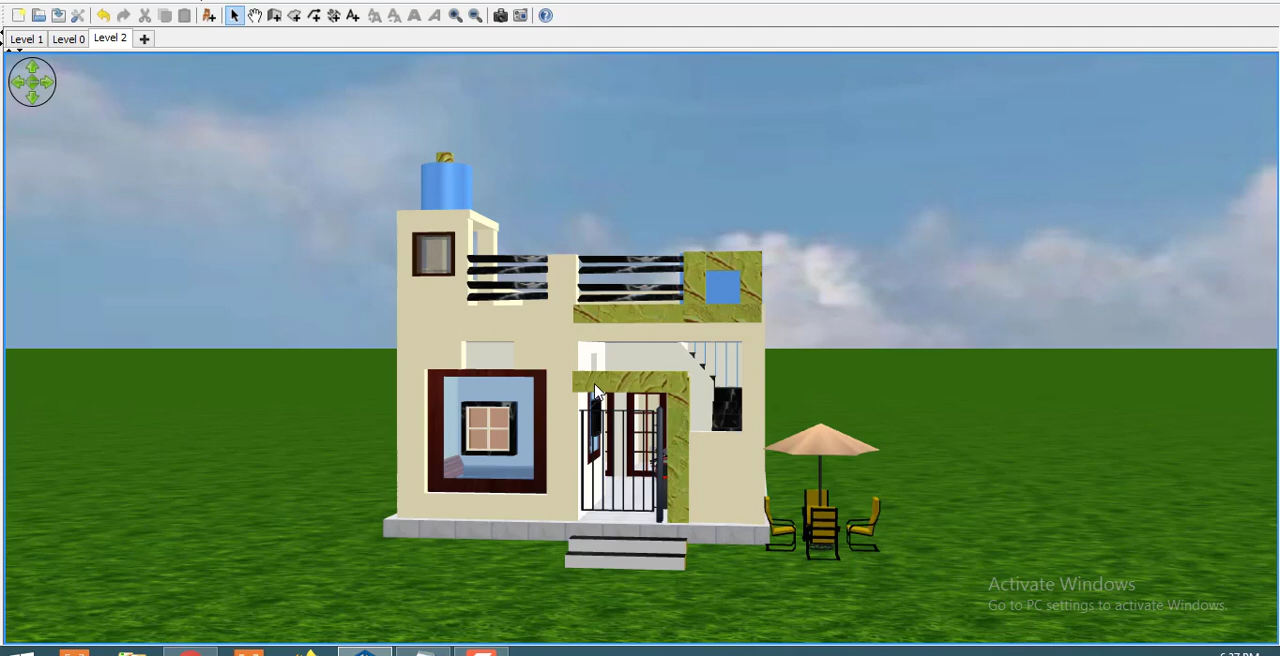 Level 1 Level 0 Level 2
Activate Windows
Go to PC settings to activate Windows.